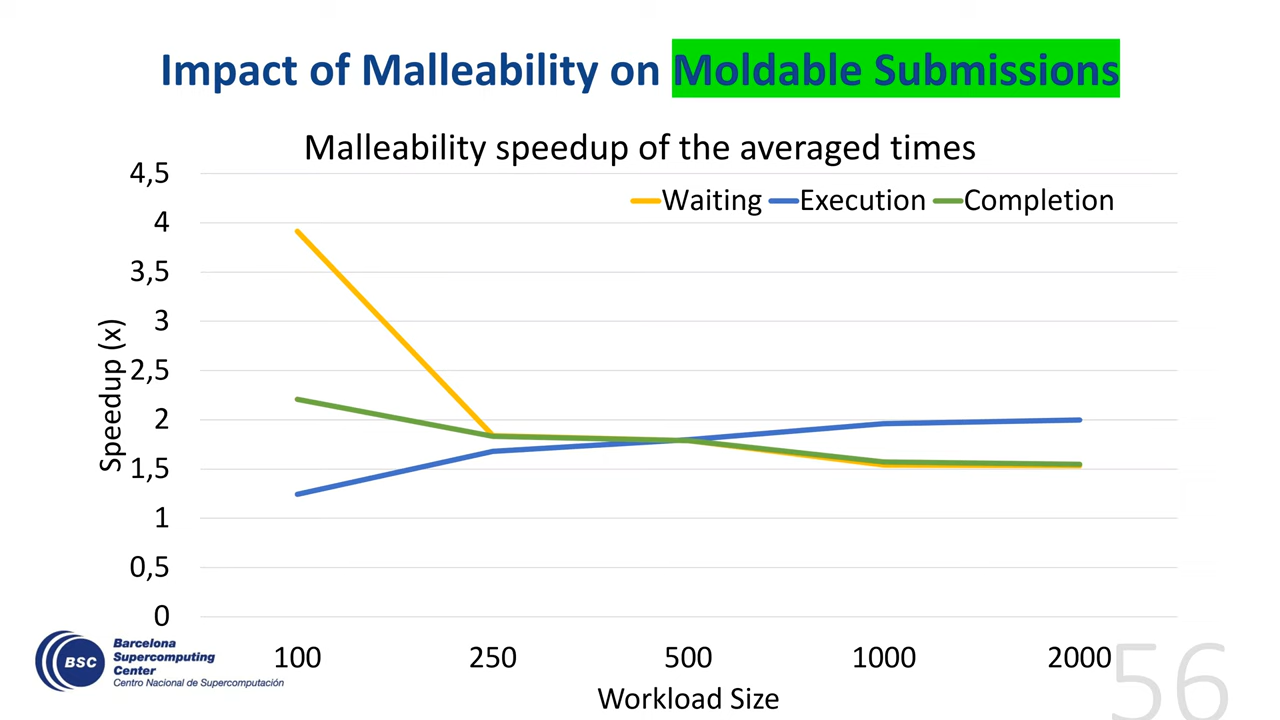 Impact of Malleability on Moldable Submissions
Malleability speedup of the averaged times
Waiting Execution Completion
4,5
4
3,5
3
2,5
2
1,5
1
0,5
0
Speedup (x)
100 250 500 1000 2000
Workload Size
BSC
Barcelona
Supercomputing
Center
Centro Nacional de Supercomputación
56